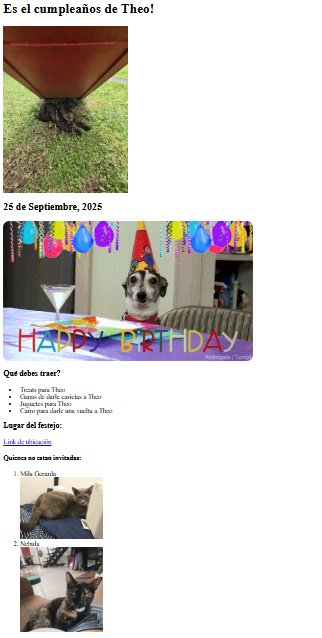 Es el cumpleaños de Theo!
25 de Septiembre, 2025
HAPPY BIRTHDAY
Qué debes traer?
Treats para Theo
Ganas de darle caricias a Theo
Juguetes para Theo
Carro para darle una vuelta a Theo
Lugar del festejo:
Link de ubicación
Quienes no estan invitadas:
1. Mila Gerarda
2. Nebula